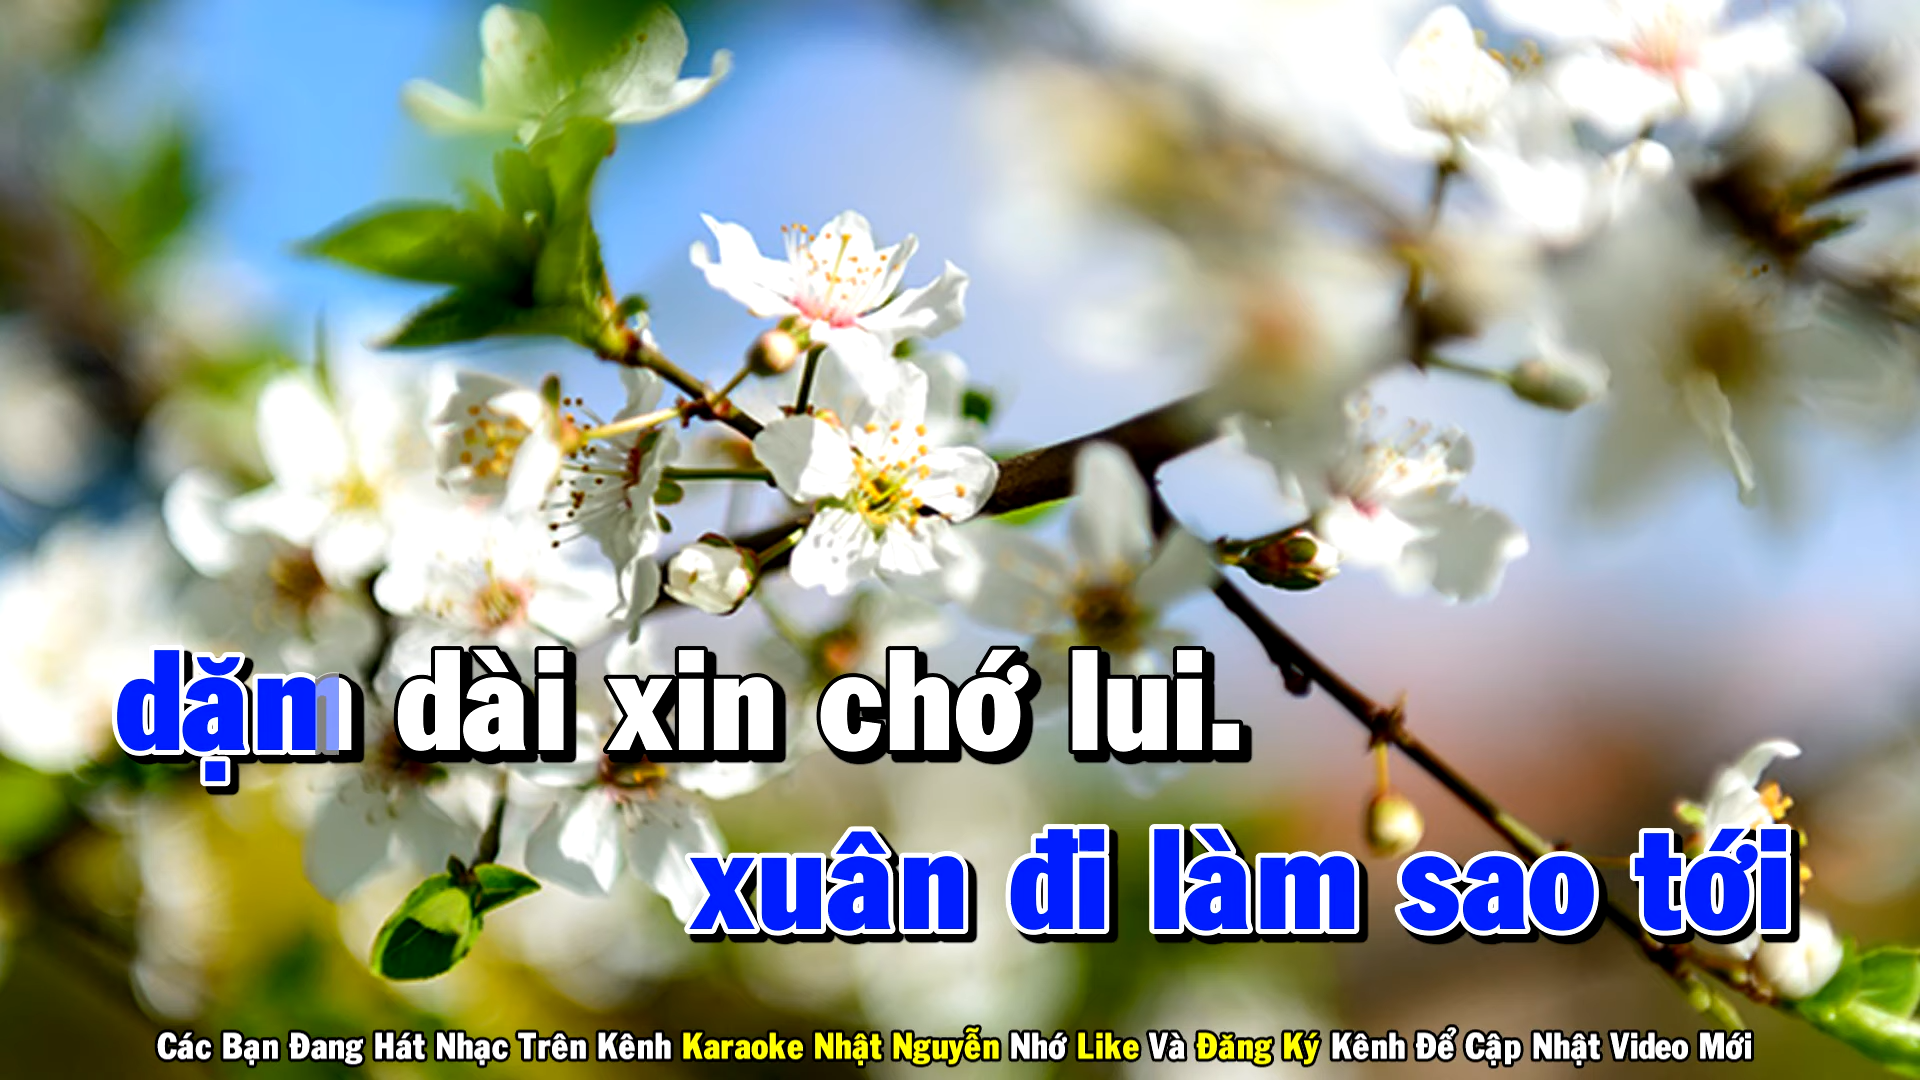 dặm dài xin chớ lui.
xuân đi làm sao tới
Các Bạn Đang Hát Nhạc Trên Kênh Karaoke Nhật Nguyễn Nhớ Like Và Đăng Ký Kênh Để Cập Nhật Video Mới